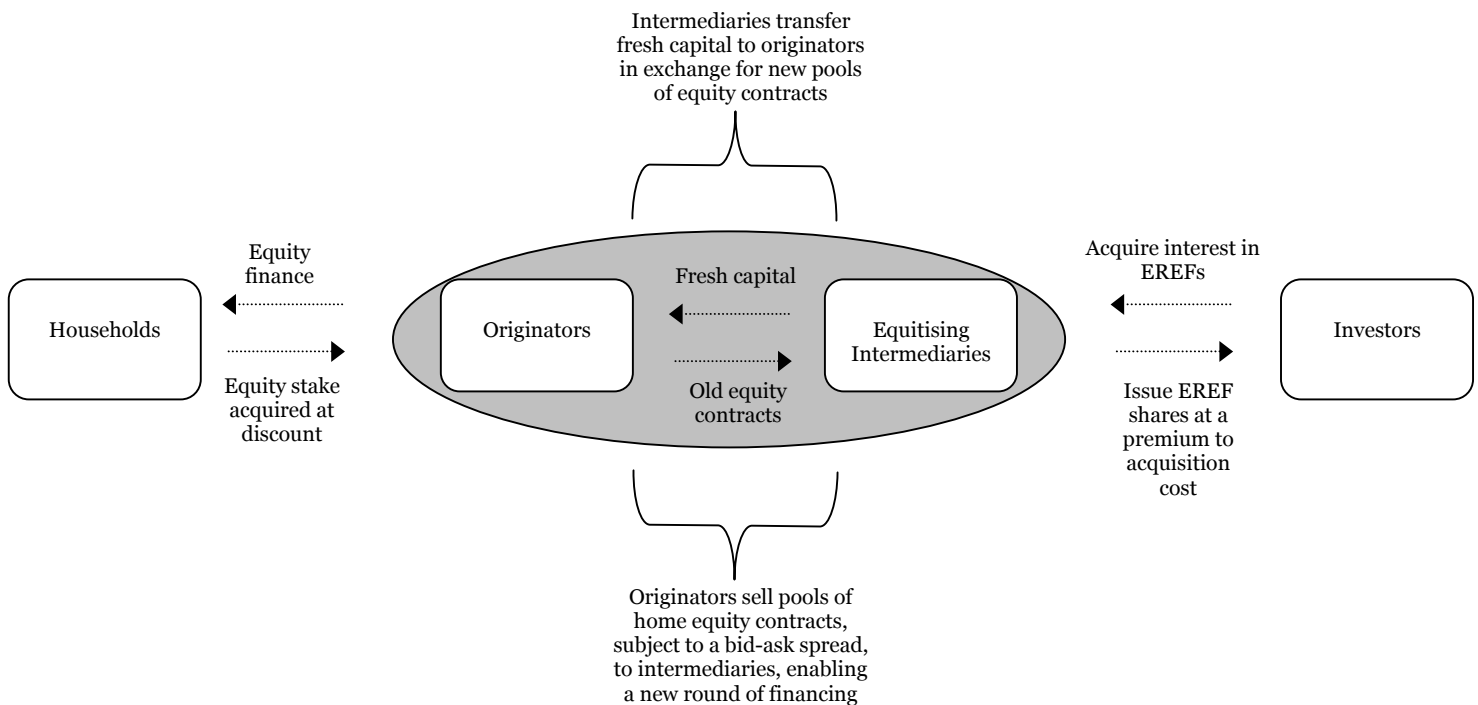 Intermediaries transfer
fresh capital to originators
in exchange for new pools
of equity contracts
Equity
finance
Households
Equity stake
acquired at
discount
Originators
Fresh capital
Old equity
contracts
Equitising
Intermediaries
Acquire interest in
EREFs
Issue EREF
shares at a
premium to
acquisition
cost
Investors
Originators sell pools of
home equity contracts,
subject to a bid-ask spread,
to intermediaries, enabling
a new round of financing